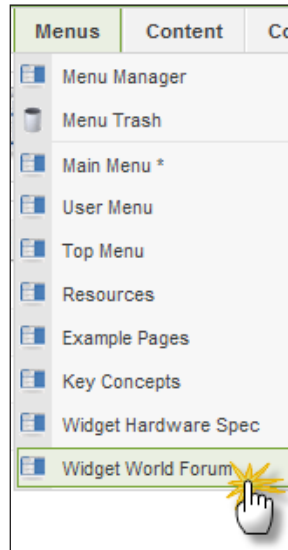 Menus Content
Menu Manager
Menu Trash
Main Menu *
User Menu
Top Menu
Resources
Example Pages
Key Concepts
Widget Hardware Spec
Widget World Forum